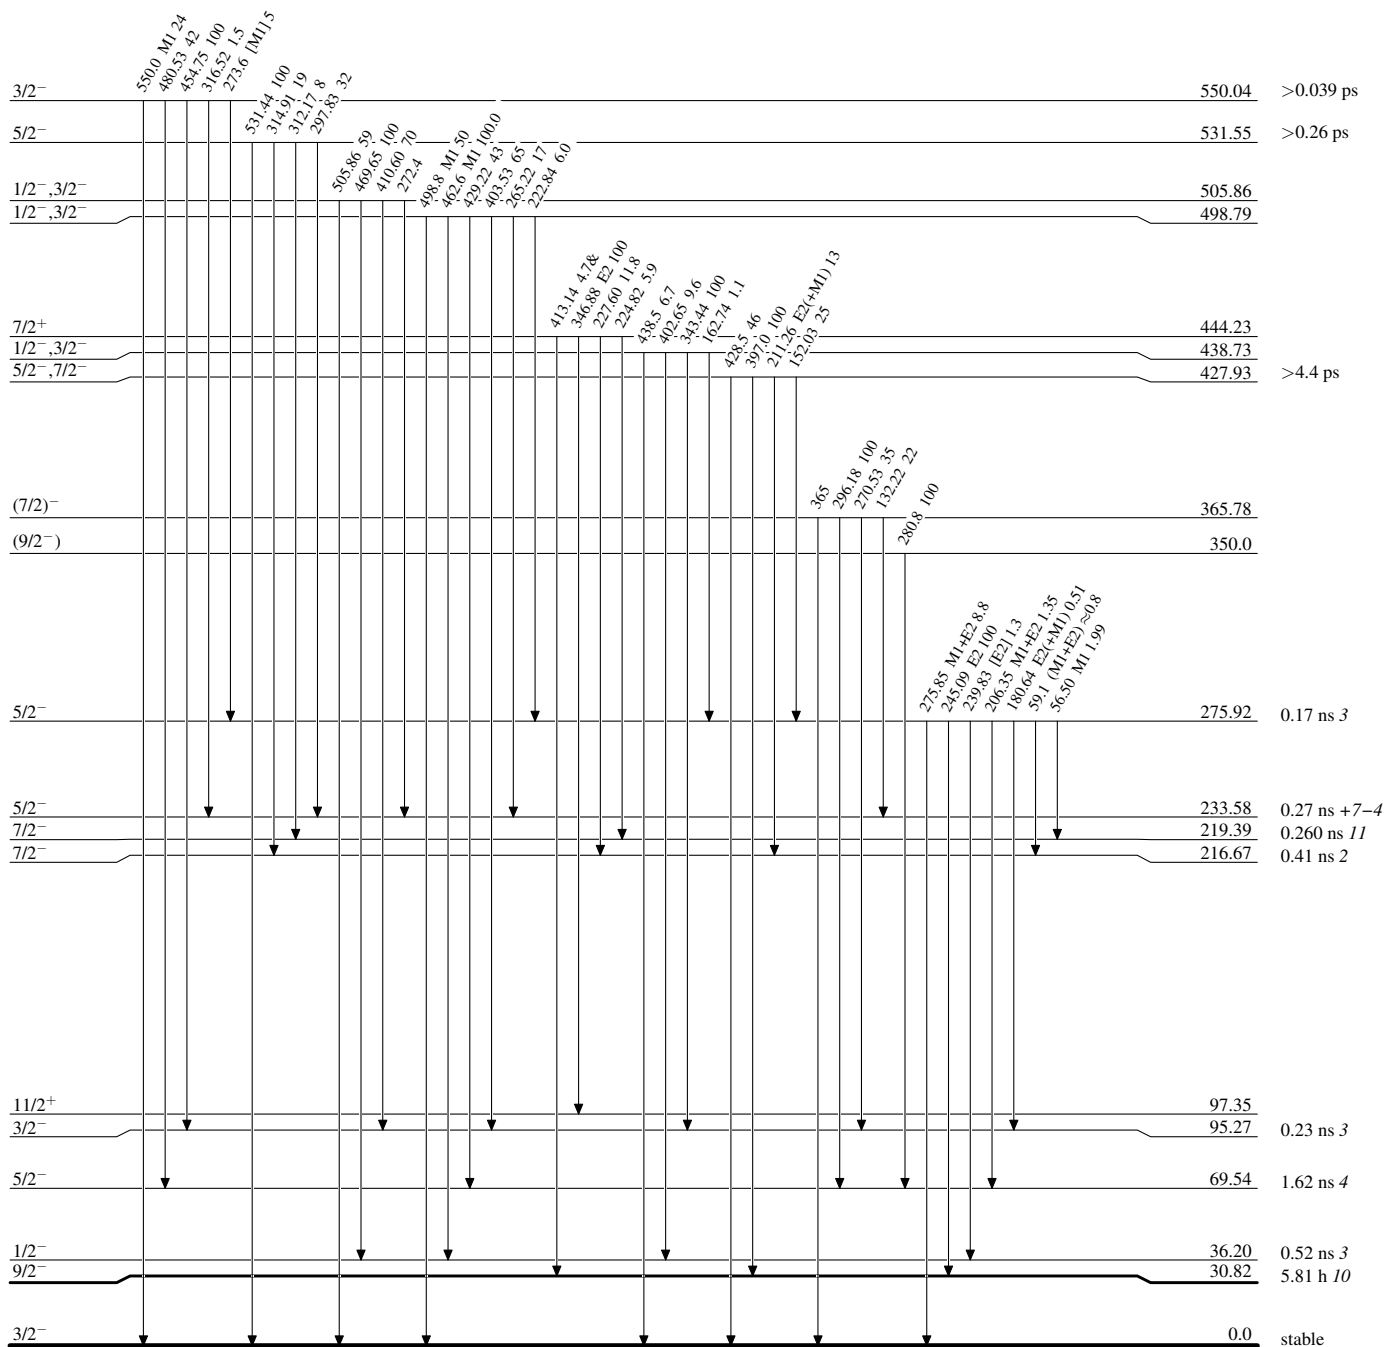 550.0 M1 24
480.53 42
454.75 100
316.52 1.5
273.6 [M1] 5
3/2⁻ 550.04 >0.039 ps
531.44 100
314.91 19
312.17 8
297.83 32
5/2⁻ 531.55 >0.26 ps
505.86 59
469.65 100
410.60 70
272.4
1/2⁻,3/2⁻ 505.86
498.8 M1 50
462.6 M1 100.0
429.22 43
403.53 65
265.22 17
222.84 6.0
1/2⁻,3/2⁻ 498.79
413.14 4.7&
346.88 E2 100
227.60 11.8
224.82 5.9
7/2⁺ 444.23
438.5 6.7
402.65 9.6
343.44 100
162.74 1.1
1/2⁻,3/2⁻ 438.73
428.5 46
397.0 100
211.26 E2(+M1) 13
152.03 25
5/2⁻,7/2⁻ 427.93 >4.4 ps
365
296.18 100
270.53 35
132.22 22
(7/2)⁻ 365.78
280.8 100
(9/2⁻) 350.0
275.85 M1+E2 8.8
245.09 E2 100
239.83 [E2] 1.3
206.35 M1+E2 1.35
180.64 E2(+M1) 0.51
59.1 (M1+E2) ≈0.8
56.50 M1 1.99
5/2⁻ 275.92 0.17 ns 3
5/2⁻ 233.58 0.27 ns +7−4
7/2⁻ 219.39 0.260 ns 11
7/2⁻ 216.67 0.41 ns 2
11/2⁺ 97.35
3/2⁻ 95.27 0.23 ns 3
5/2⁻ 69.54 1.62 ns 4
1/2⁻ 36.20 0.52 ns 3
9/2⁻ 30.82 5.81 h 10
3/2⁻ 0.0 stable